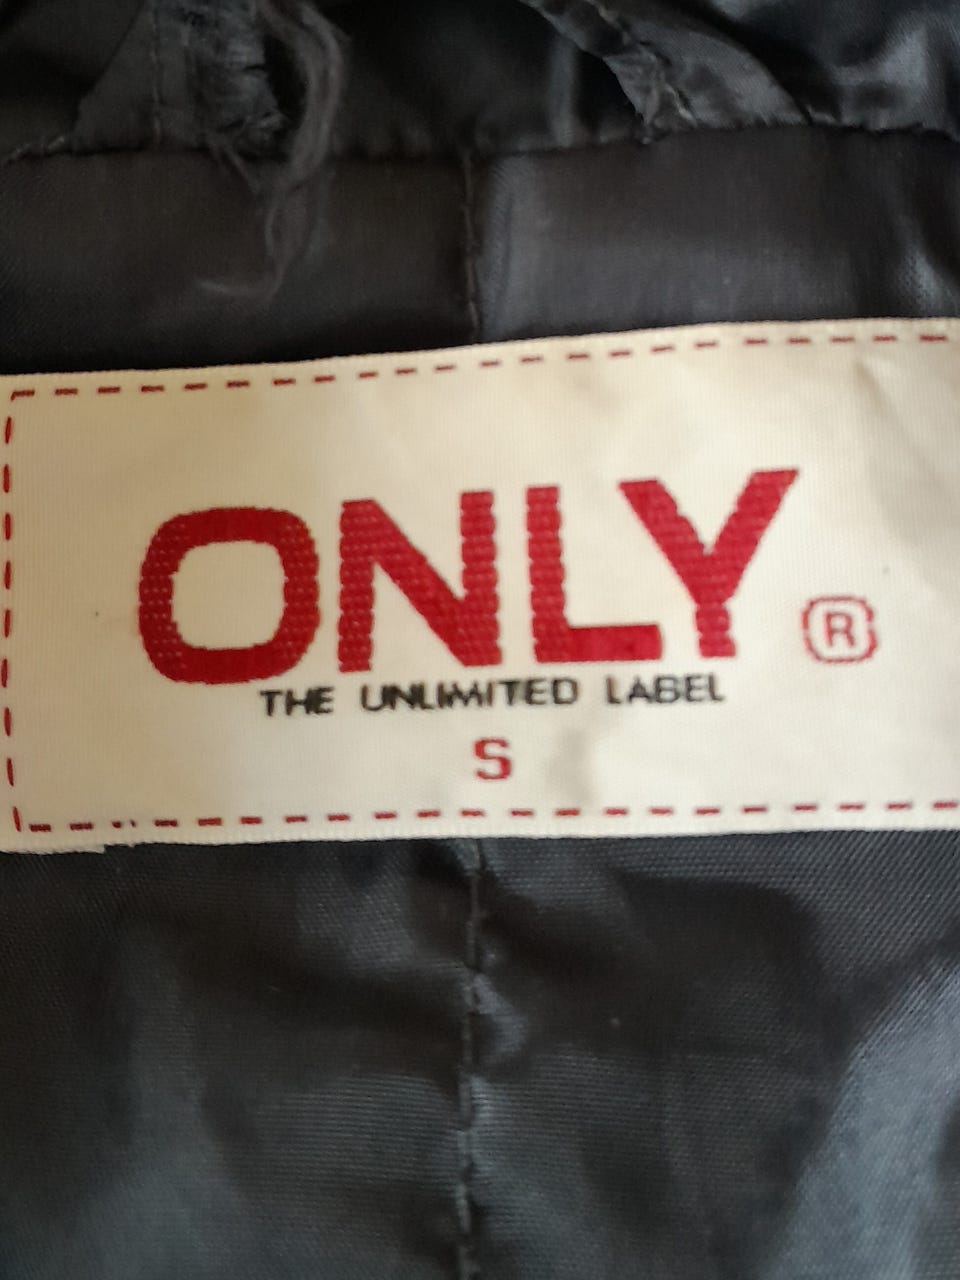 ONLY ®
THE UNLIMITED LABEL
S